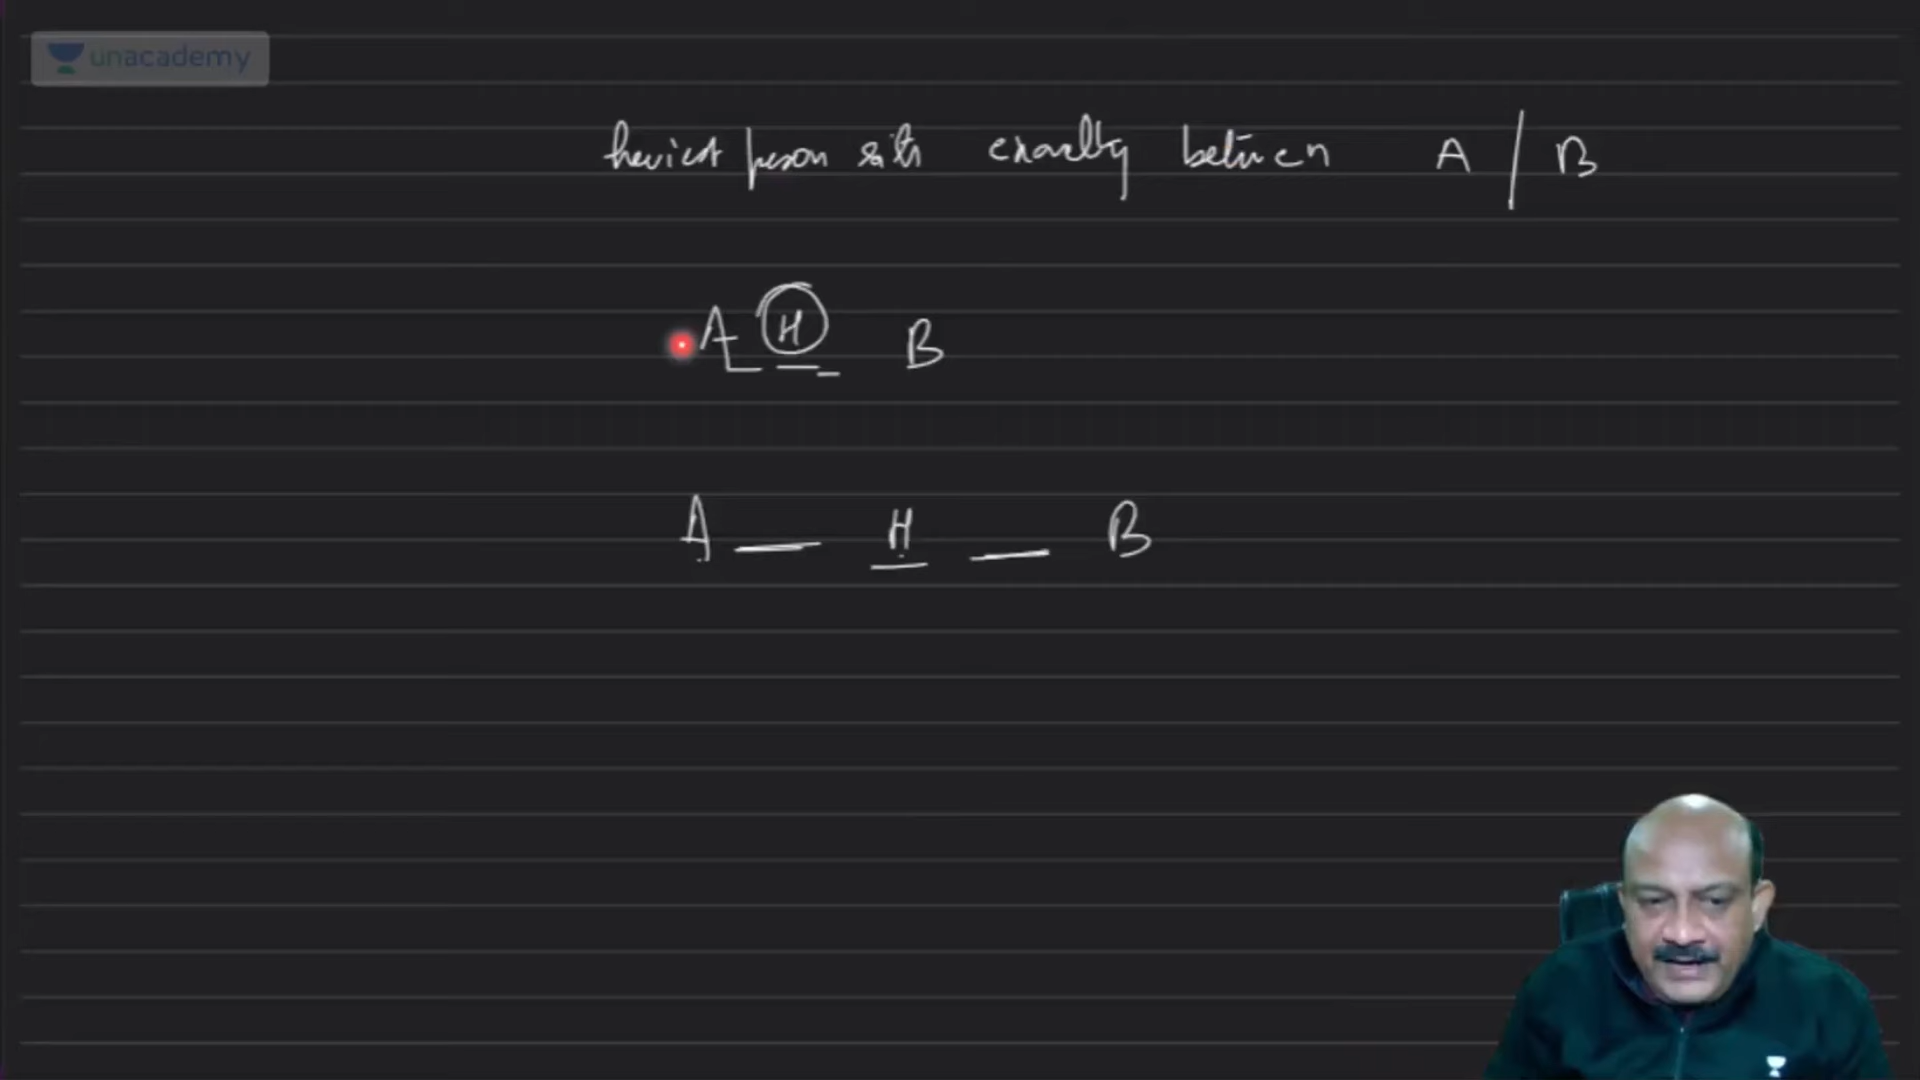 unacademy
heviest person sits exactly between A / B
A H B
A — H — B